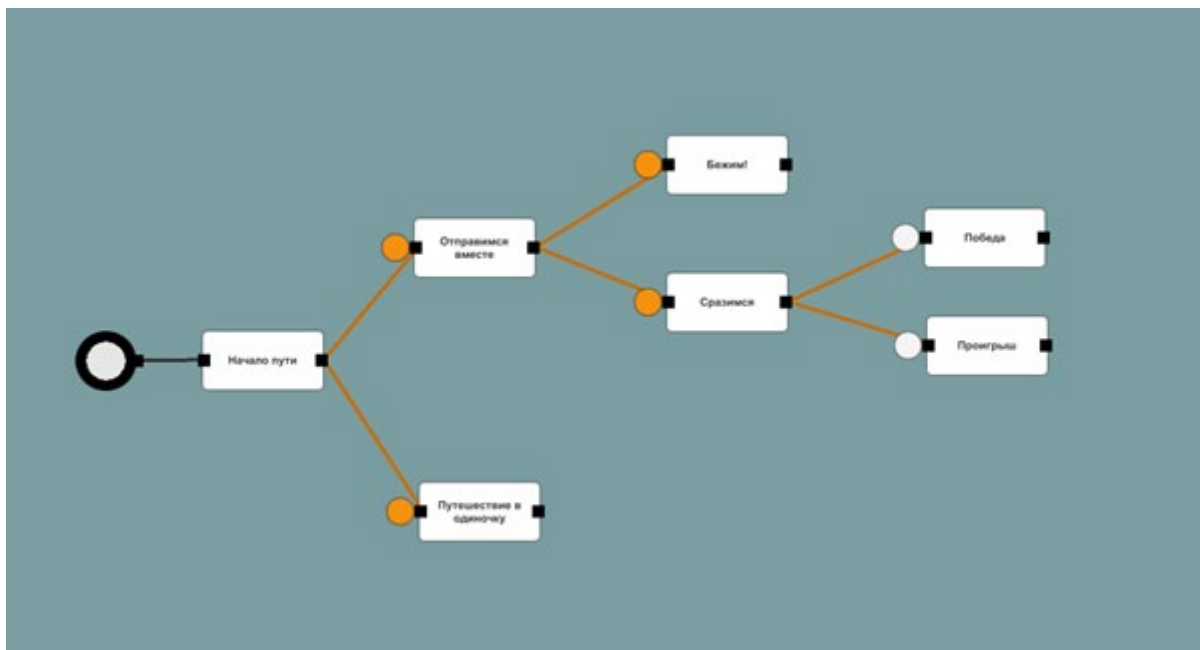 Бежим!
Отправимся
вместе
Победа
Сразимся
Проигрыш
Начало пути
Путешествие в
одиночку